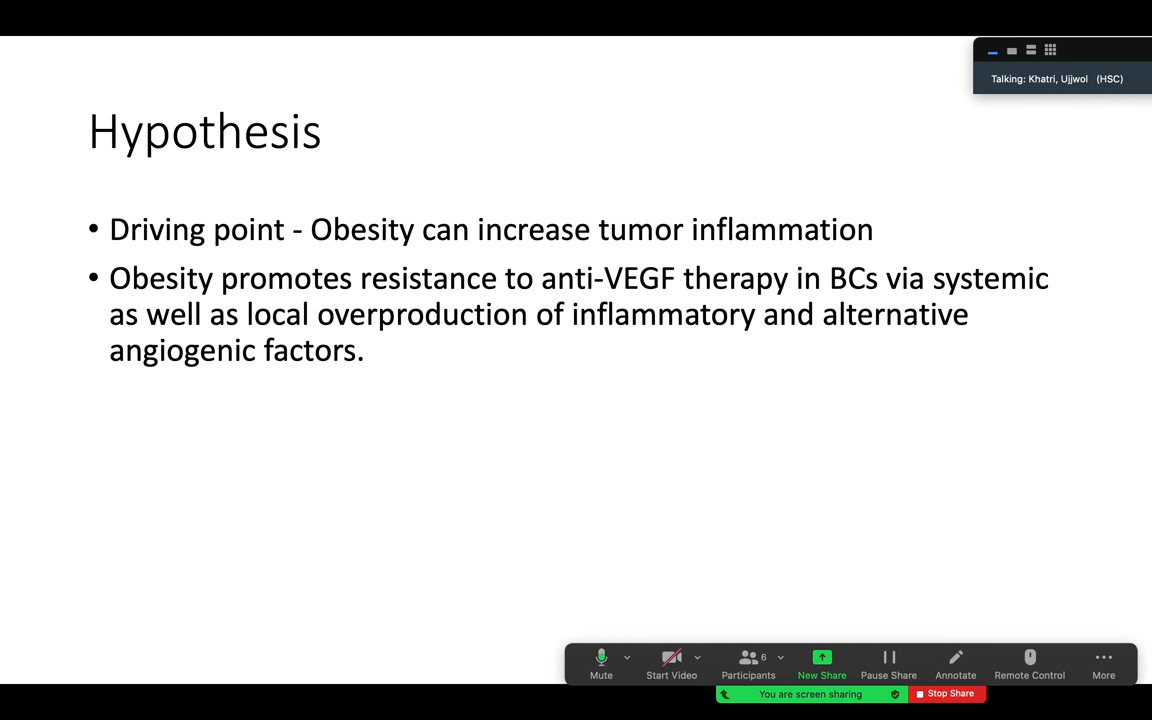 Talking: Khatri, Ujjwol (HSC)
Hypothesis
• Driving point - Obesity can increase tumor inflammation
• Obesity promotes resistance to anti-VEGF therapy in BCs via systemic
as well as local overproduction of inflammatory and alternative
angiogenic factors.
6
Mute Start Video Participants New Share Pause Share Annotate Remote Control More
You are screen sharing Stop Share